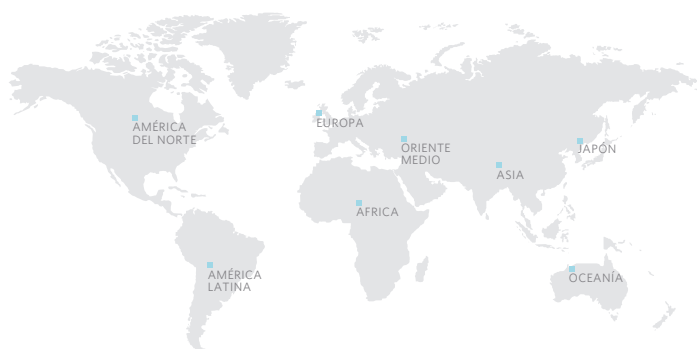 AMÉRICA
DEL NORTE
EUROPA
ORIENTE
MEDIO
JAPÓN
ASIA
AFRICA
AMÉRICA
LATINA
OCEANÍA